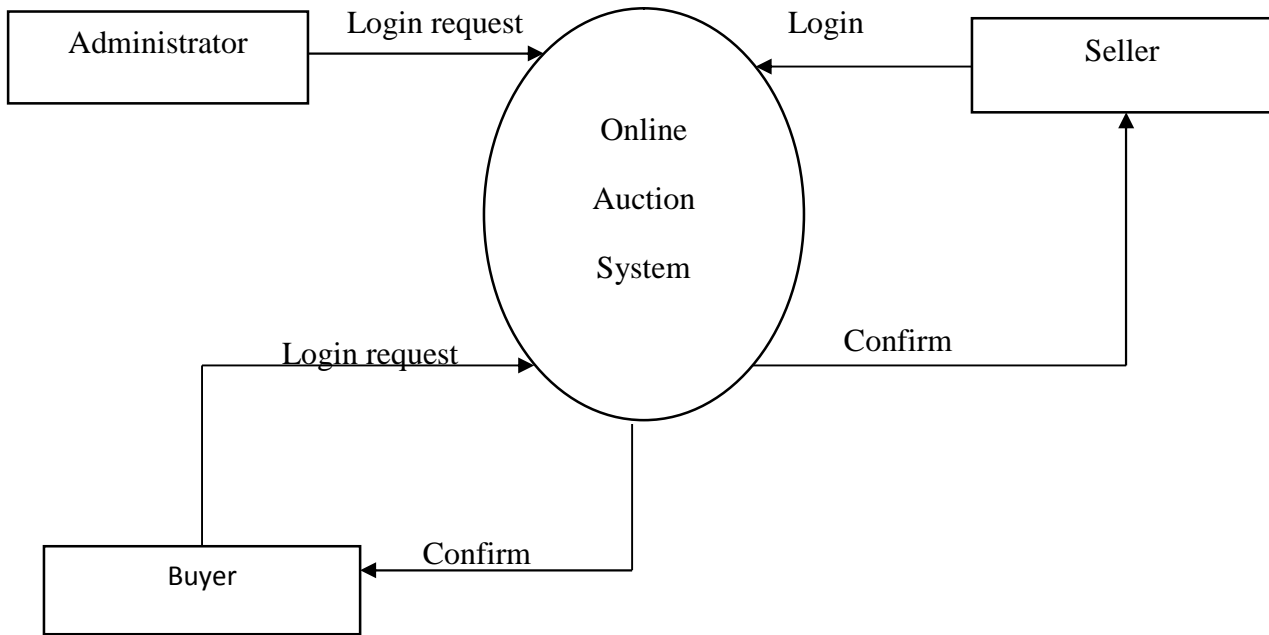 Administrator
Login request
Login
Seller
Online
Auction
System
Login request
Confirm
Confirm
Buyer